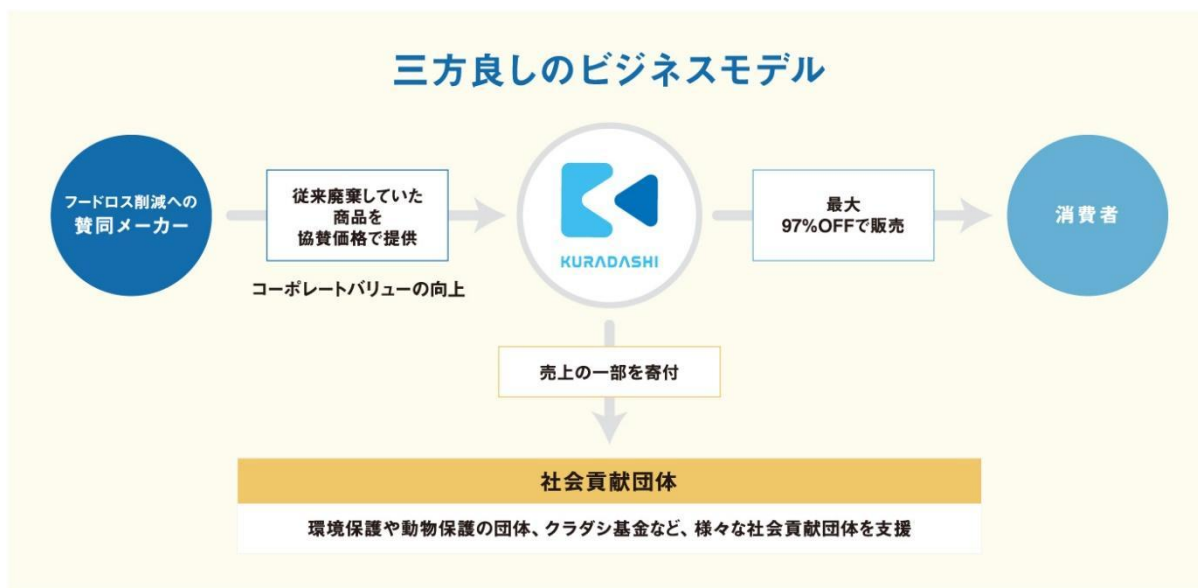 三方良しのビジネスモデル
フードロス削減への
賛同メーカー
従来廃棄していた
商品を
協賛価格で提供
コーポレートバリューの向上
KURADASHI
最大
97%OFFで販売
消費者
売上の一部を寄付
社会貢献団体
環境保護や動物保護の団体、クラダシ基金など、様々な社会貢献団体を支援